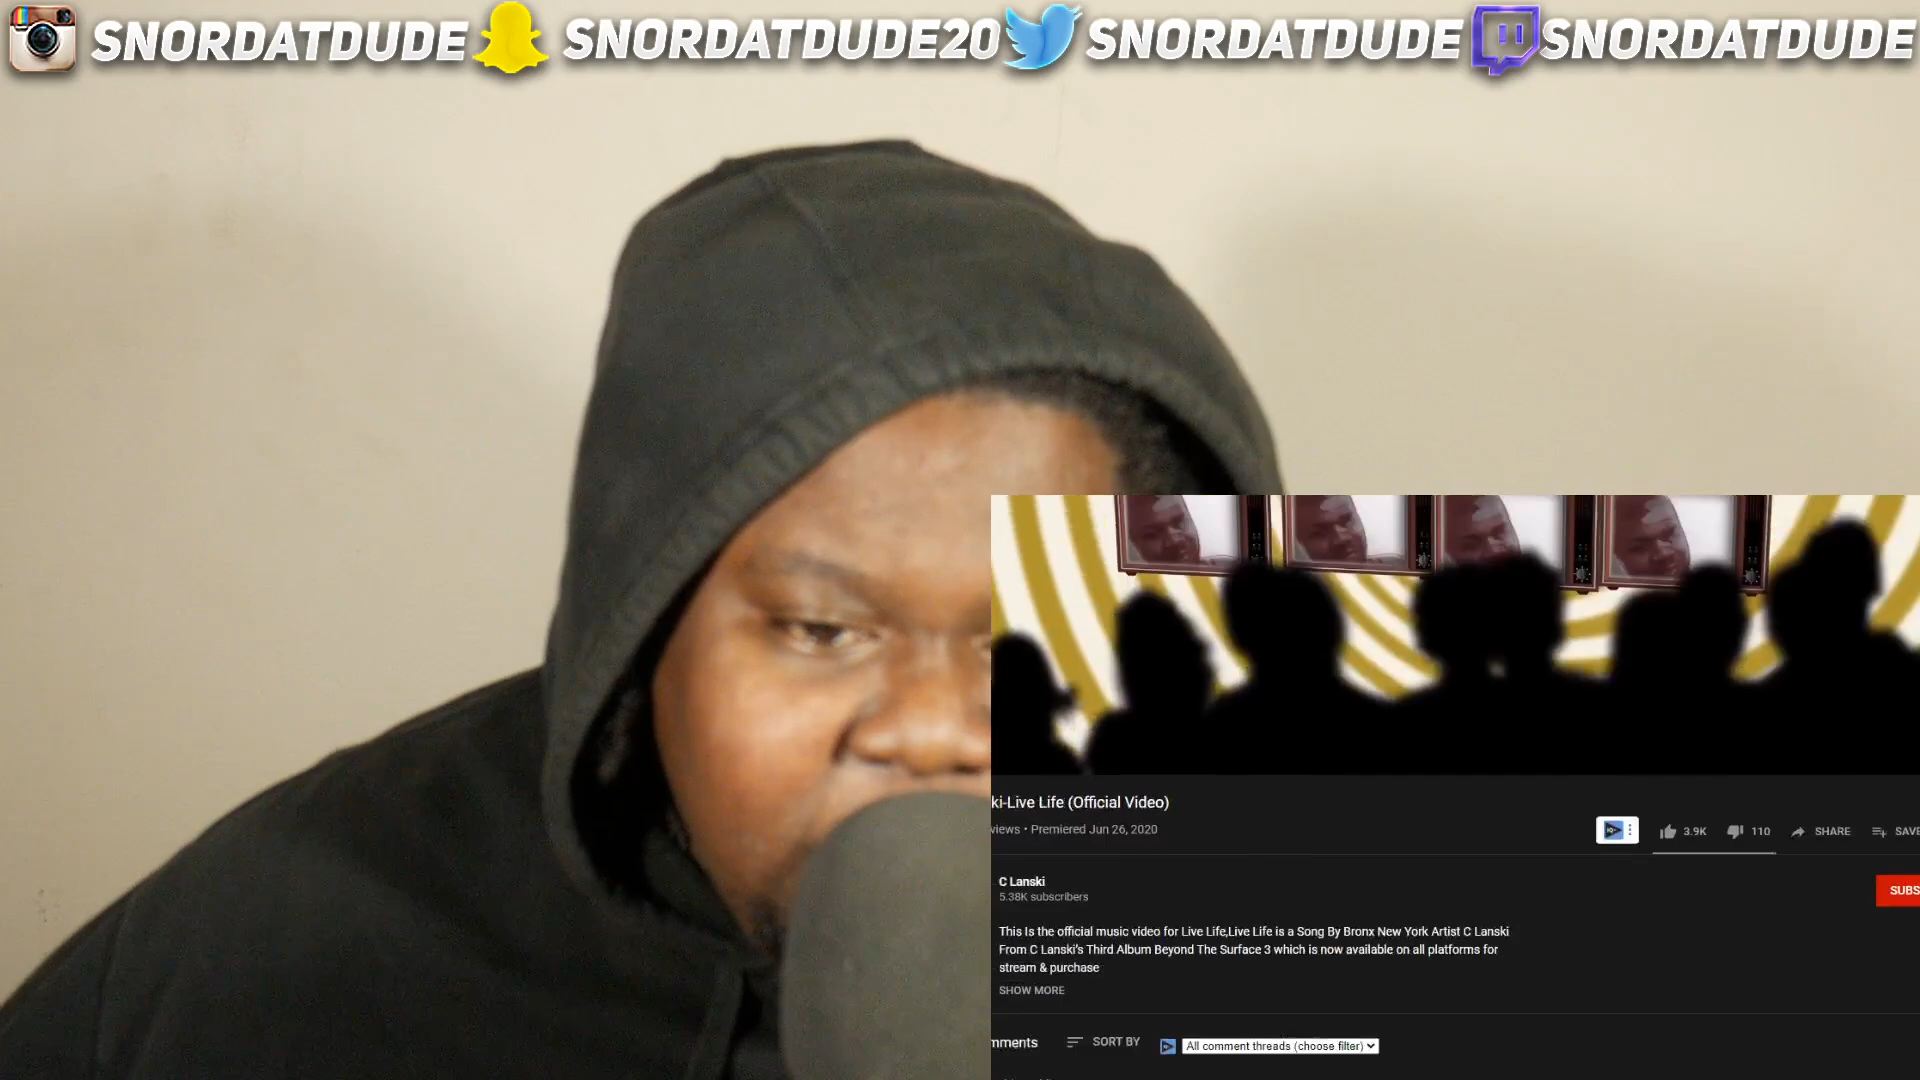 SNORDATDUDE SNORDATDUDE20 SNORDATDUDE SNORDATDUDE
ki-Live Life (Official Video)
views • Premiered Jun 26, 2020
3.9K 110 SHARE SAVE
C Lanski
5.38K subscribers
SUBS
This Is the official music video for Live Life,Live Life is a Song By Bronx New York Artist C Lanski
From C Lanski's Third Album Beyond The Surface 3 which is now available on all platforms for
stream & purchase
SHOW MORE
mments SORT BY All comment threads (choose filter)